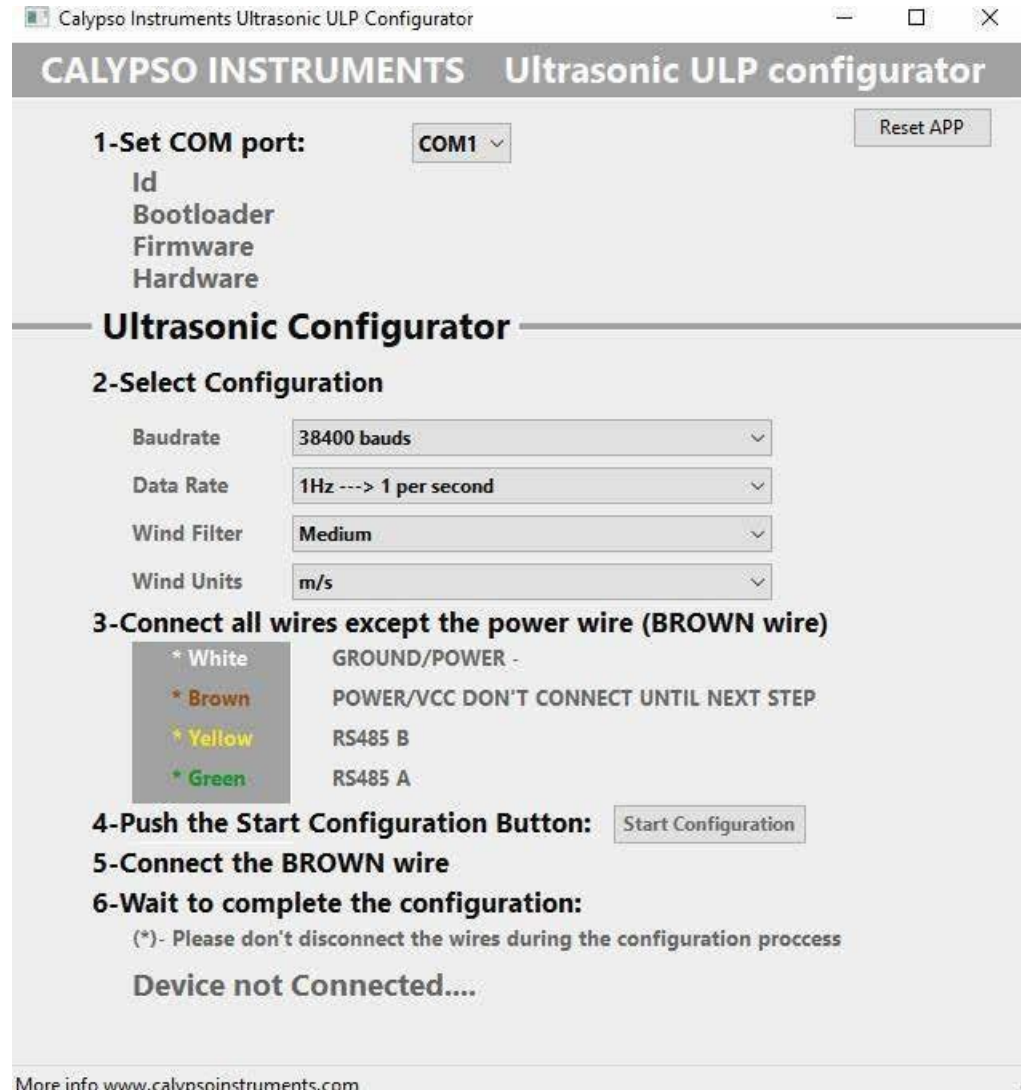 Calypso Instruments Ultrasonic ULP Configurator
CALYPSO INSTRUMENTS Ultrasonic ULP configurator
Reset APP
1-Set COM port: COM1
Id
Bootloader
Firmware
Hardware
Ultrasonic Configurator
2-Select Configuration
Baudrate 38400 bauds
Data Rate 1Hz ---> 1 per second
Wind Filter Medium
Wind Units m/s
3-Connect all wires except the power wire (BROWN wire)
* White GROUND/POWER -
* Brown POWER/VCC DON'T CONNECT UNTIL NEXT STEP
* Yellow RS485 B
* Green RS485 A
4-Push the Start Configuration Button: Start Configuration
5-Connect the BROWN wire
6-Wait to complete the configuration:
(*)- Please don't disconnect the wires during the configuration proccess
Device not Connected....
More info www.calypsoinstruments.com